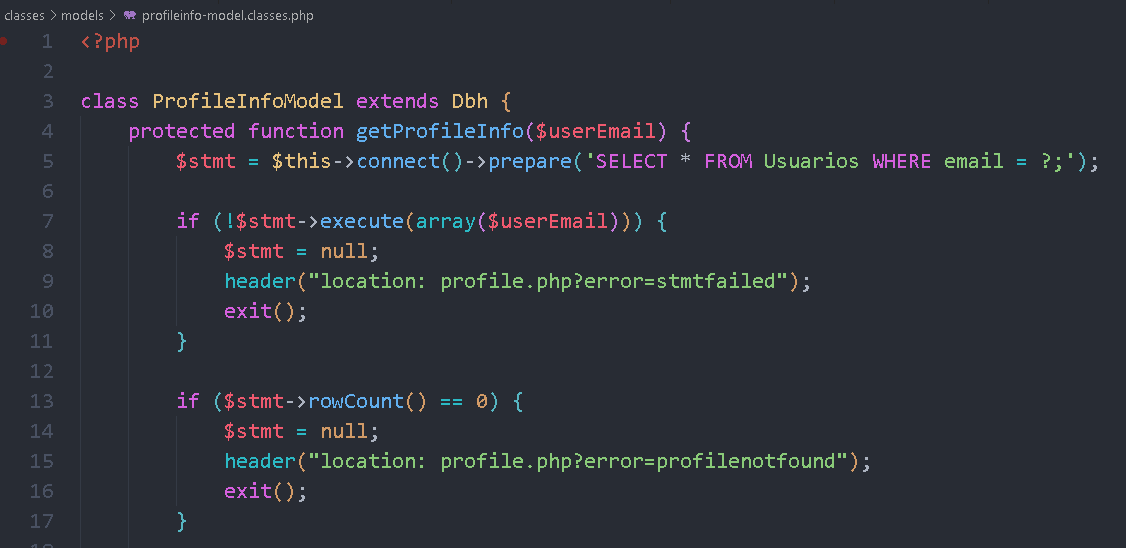 classes > models > profileinfo-model.classes.php
1 <?php
2
3 class ProfileInfoModel extends Dbh {
4     protected function getProfileInfo($userEmail) {
5         $stmt = $this->connect()->prepare('SELECT * FROM Usuarios WHERE email = ?;');
6
7         if (!$stmt->execute(array($userEmail))) {
8             $stmt = null;
9             header("location: profile.php?error=stmtfailed");
10             exit();
11         }
12
13         if ($stmt->rowCount() == 0) {
14             $stmt = null;
15             header("location: profile.php?error=profilenotfound");
16             exit();
17         }